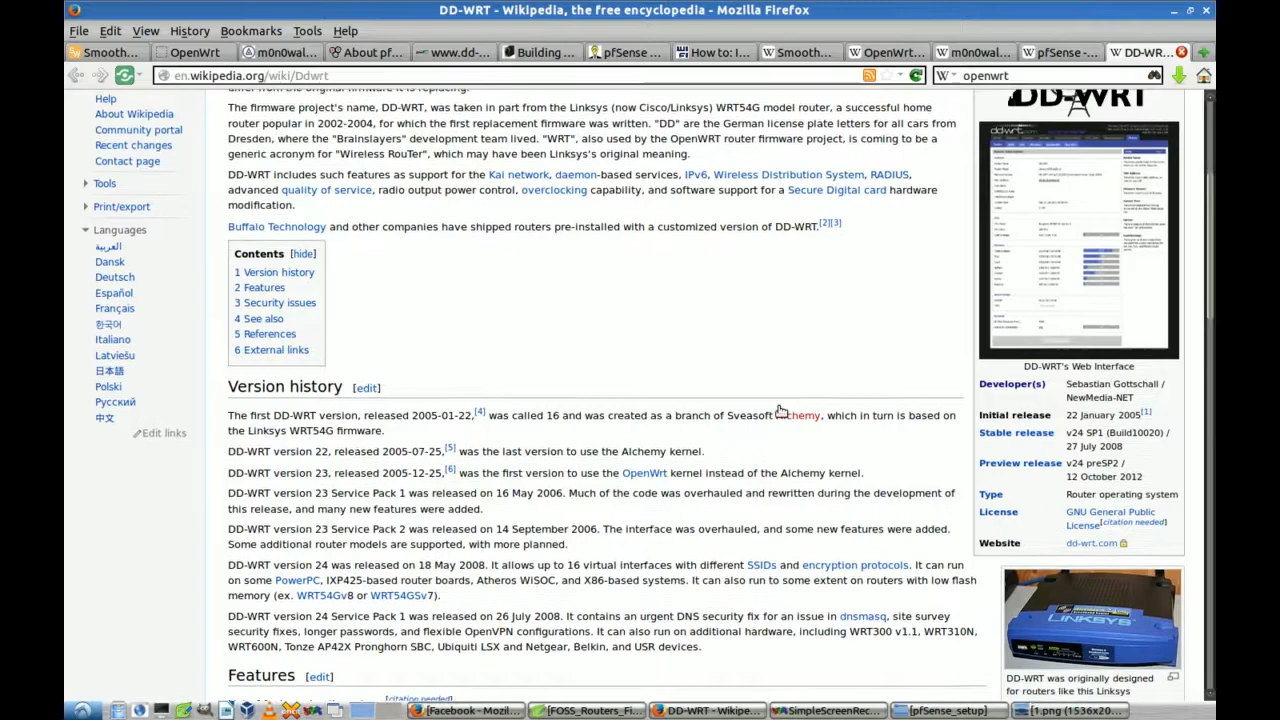 DD-WRT - Wikipedia, the free encyclopedia - Mozilla Firefox
File Edit View History Bookmarks Tools Help
Smooth... OpenWrt m0n0wal... About pf... www.dd-... Building ... pfSense ... How to: I... Smooth... OpenWrt... m0n0wal... pfSense -... DD-WR...
en.wikipedia.org/wiki/Ddwrt
openwrt
Help
About Wikipedia
Community portal
Recent changes
Contact page
Tools
Print/export
Languages
العربية
Dansk
Deutsch
Español
Français
한국어
Italiano
Latviešu
日本語
Polski
Русский
中文
Edit links
differ from the original firmware it is replacing.
The firmware project's name, DD-WRT, was taken in part from the Linksys (now Cisco/Linksys) WRT54G model router, a successful home
router popular in 2002-2004, for which the first replacement firmware was written. "DD" are the German license plate letters for all cars from
Dresden, where "Brainslayer's" development team lived. "WRT", also used by the OpenWRT router firmware project, is coming to be a
generic acronym for "Wireless RouTer", which may have been Linksys's original meaning.
DD-WRT includes such features as support for the Kai network, daemon-based services, IPv6, Wireless Distribution System, RADIUS,
advanced quality of service, radio output power control, overclocking capability, and software support for a Secure Digital card hardware
modification.
Buffalo Technology and other companies have shipped routers pre-installed with a customized version of DD-WRT.[2][3]
Contents [hide]
1 Version history
2 Features
3 Security issues
4 See also
5 References
6 External links
Version history [edit]
The first DD-WRT version, released 2005-01-22,[4] was called 16 and was created as a branch of Sveasoft Alchemy, which in turn is based on
the Linksys WRT54G firmware.
DD-WRT version 22, released 2005-07-25,[5] was the last version to use the Alchemy kernel.
DD-WRT version 23, released 2005-12-25,[6] was the first version to use the OpenWrt kernel instead of the Alchemy kernel.
DD-WRT version 23 Service Pack 1 was released on 16 May 2006. Much of the code was overhauled and rewritten during the development of
this release, and many new features were added.
DD-WRT version 23 Service Pack 2 was released on 14 September 2006. The interface was overhauled, and some new features were added.
Some additional router models are supported, with more planned.
DD-WRT version 24 was released on 18 May 2008. It allows up to 16 virtual interfaces with different SSIDs and encryption protocols. It can run
on some PowerPC, IXP425-based router boards, Atheros WiSOC, and X86-based systems. It can also run to some extent on routers with low flash
memory (ex. WRT54Gv8 or WRT54GSv7).
DD-WRT version 24 Service Pack 1 was released on 26 July 2008. It contains an urgent DNS security fix for an issue in dnsmasq, site survey
security fixes, longer passwords, and flexible OpenVPN configurations. It can also run on additional hardware, including WRT300 v1.1, WRT310N,
WRT600N, Tonze AP42X Pronghorn SBC, Ubiquiti LSX and Netgear, Belkin, and USR devices.
Features [edit]
[citation needed]
DD-WRT
DD-WRT's Web Interface
Developer(s) Sebastian Gottschall /
NewMedia-NET
Initial release 22 January 2005[1]
Stable release v24 SP1 (Build10020) /
27 July 2008
Preview release v24 preSP2 /
12 October 2012
Type Router operating system
License GNU General Public
License[citation needed]
Website dd-wrt.com
LINKSYS
DD-WRT was originally designed
for routers like this Linksys
[Facebook - Mozil... [FOSS_Routers_Fi... DD-WRT - Wikipe... SimpleScreenRec... [pfSense_setup] [1.png (1536x20...